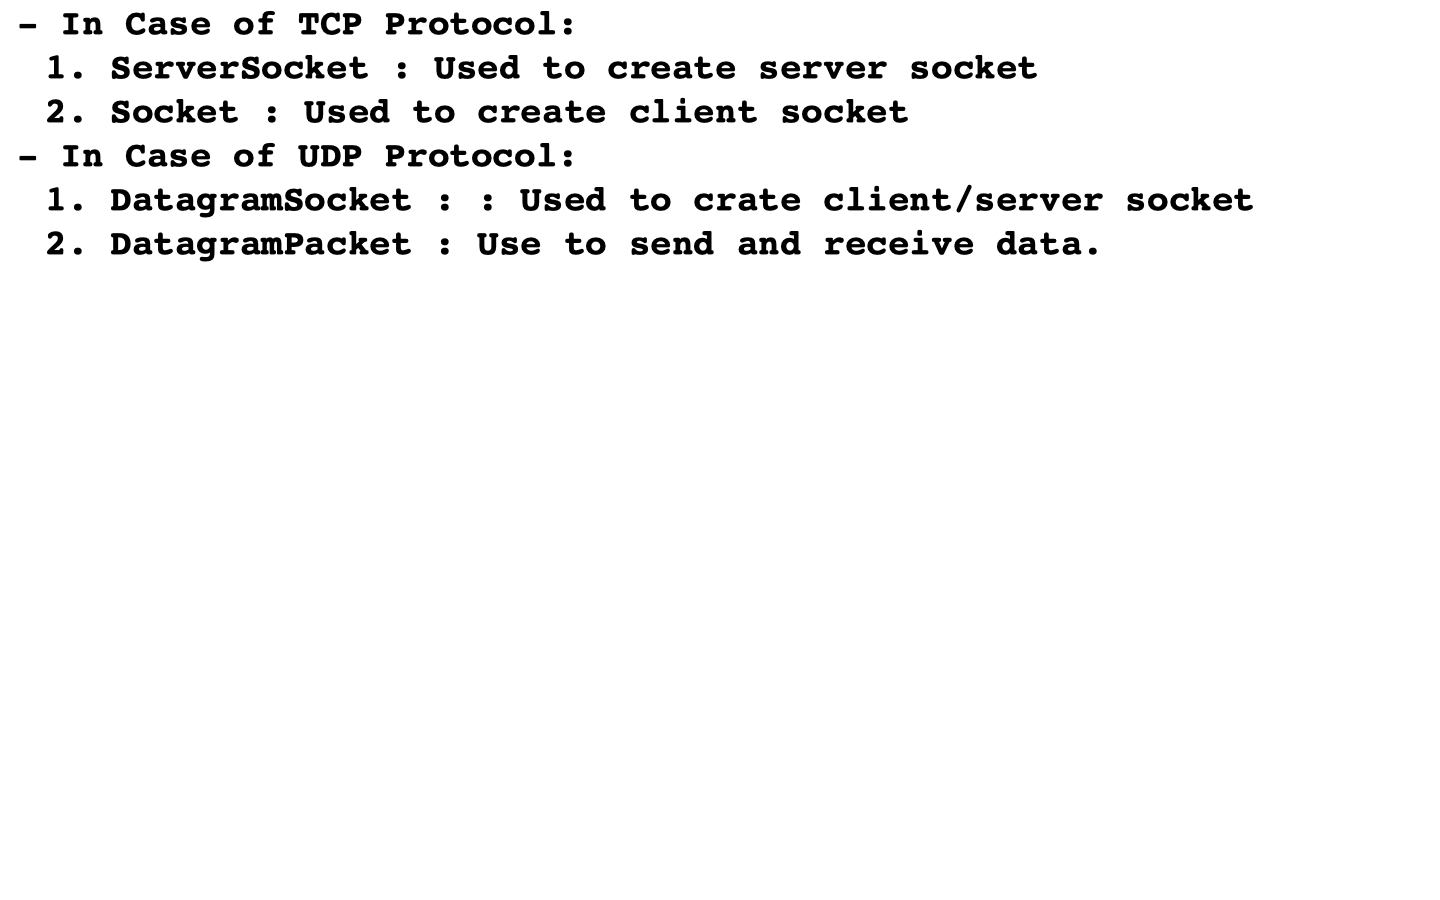 - In Case of TCP Protocol:
1. ServerSocket : Used to create server socket
2. Socket : Used to create client socket
- In Case of UDP Protocol:
1. DatagramSocket : : Used to crate client/server socket
2. DatagramPacket : Use to send and receive data.